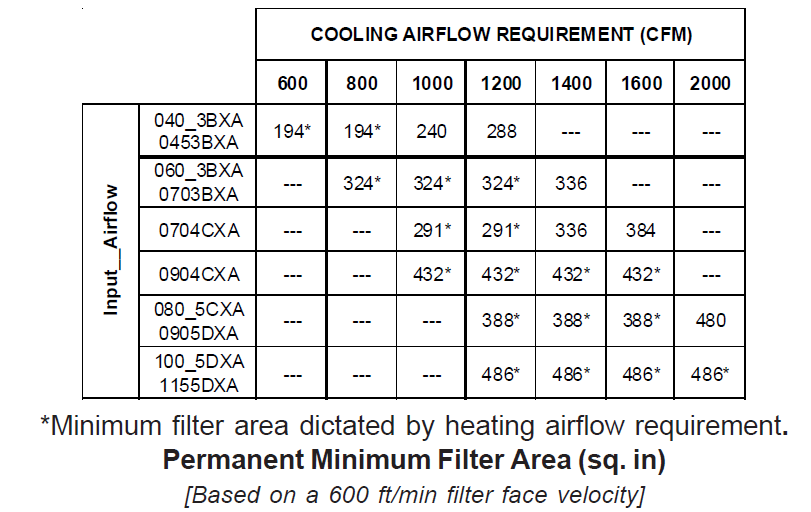 COOLING AIRFLOW REQUIREMENT (CFM)
600 800 1000 1200 1400 1600 2000
Input__Airflow
040_3BXA
0453BXA
194* 194* 240 288 --- --- ---
060_3BXA
0703BXA
--- 324* 324* 324* 336 --- ---
0704CXA --- --- 291* 291* 336 384 ---
0904CXA --- --- 432* 432* 432* 432* ---
080_5CXA
0905DXA
--- --- --- 388* 388* 388* 480
100_5DXA
1155DXA
--- --- --- 486* 486* 486* 486*
*Minimum filter area dictated by heating airflow requirement.
Permanent Minimum Filter Area (sq. in)
[Based on a 600 ft/min filter face velocity]